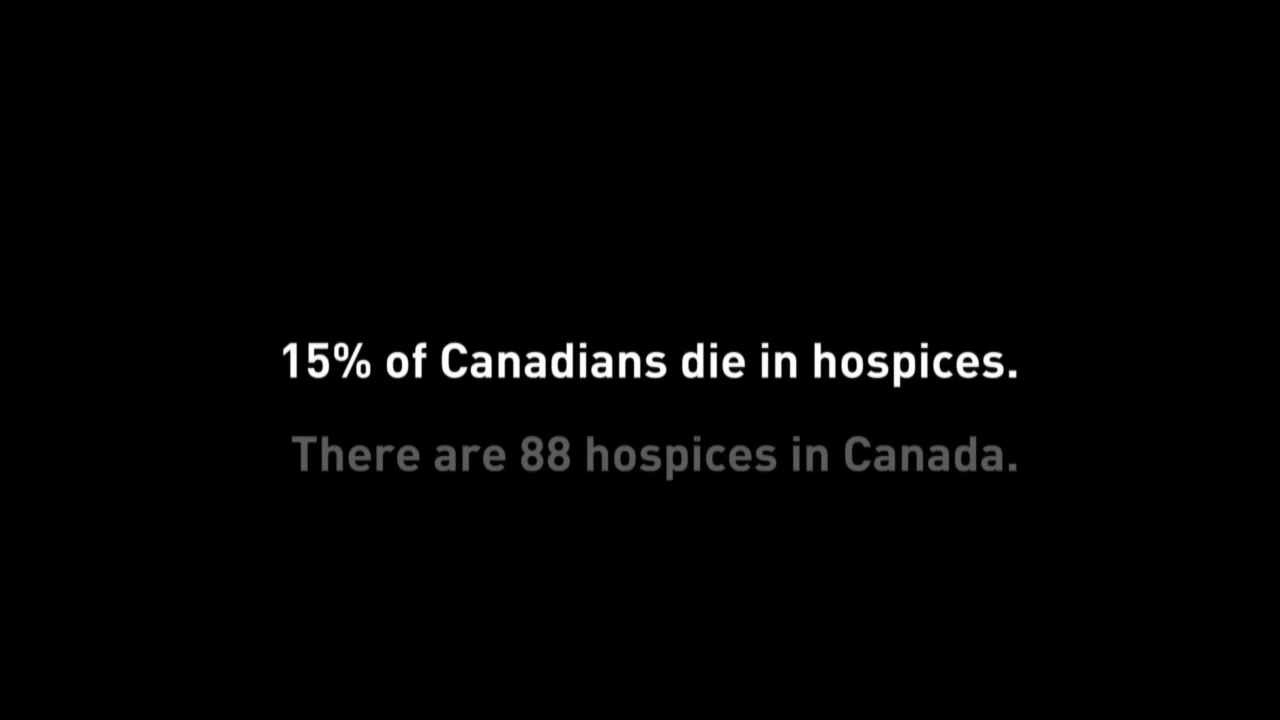 15% of Canadians die in hospices.
There are 88 hospices in Canada.